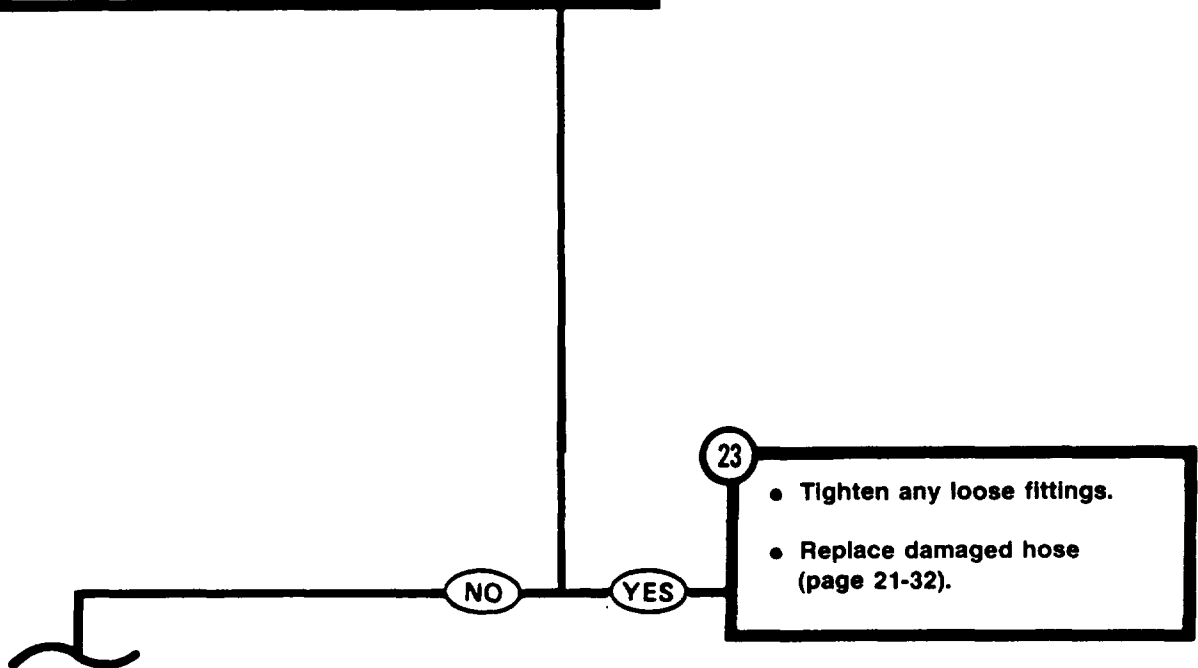 23
● Tighten any loose fittings.
● Replace damaged hose
(page 21-32).
NO YES